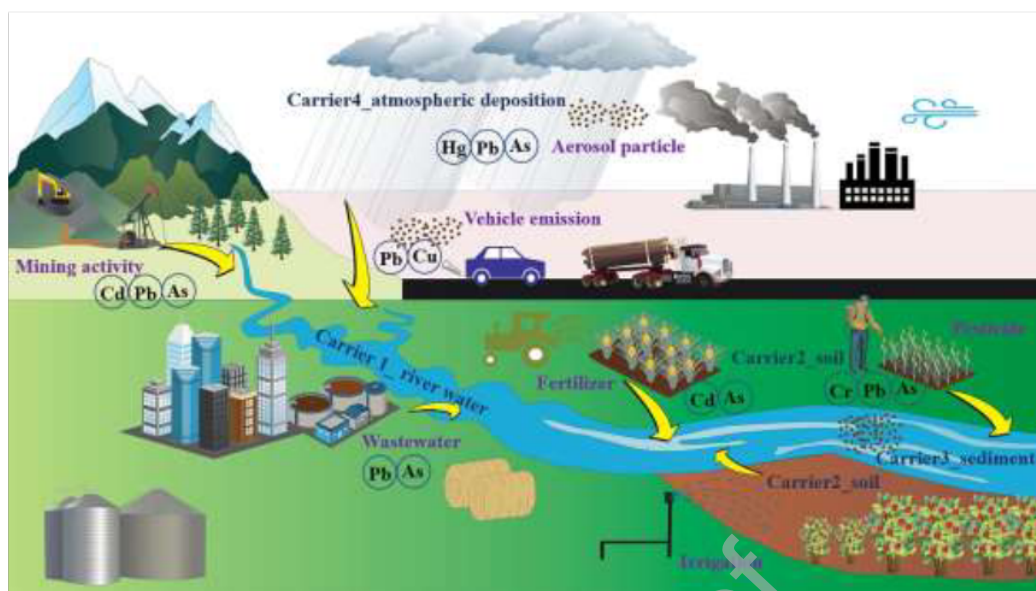 Carrier4_atmospheric deposition
Hg Pb As
Aerosol particle
Vehicle emission
Pb Cu
Mining activity
Cd Pb As
Carrier 1_ river water
Fertilizer
Cd As
Carrier2_soil
Pesticide
Cr Pb As
Wastewater
Pb As
Carrier3_sediment
Carrier2_soil
Irrigation
f